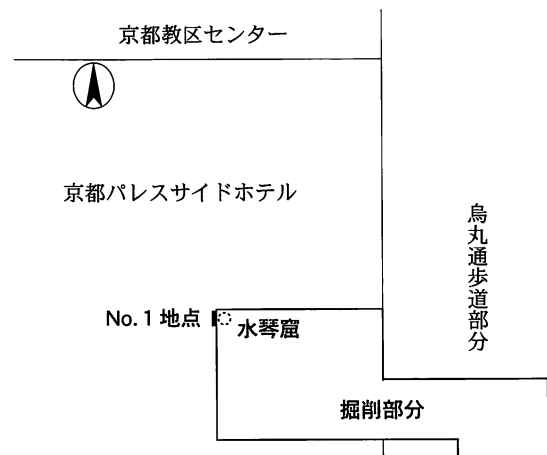 京都教区センター
京都パレスサイドホテル
烏丸通歩道部分
No.1地点
水琴窟
掘削部分